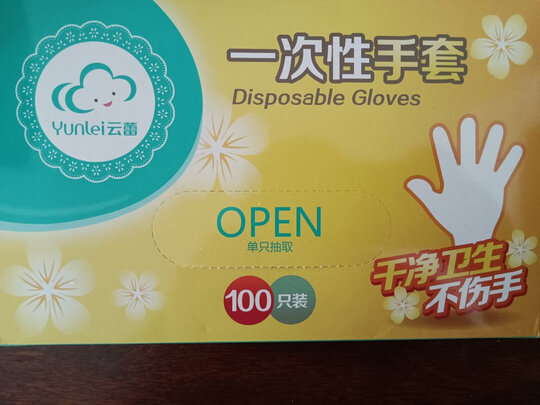 Yunlei云蕾
一次性手套
Disposable Gloves
OPEN
单只抽取
100只装
干净卫生
不伤手